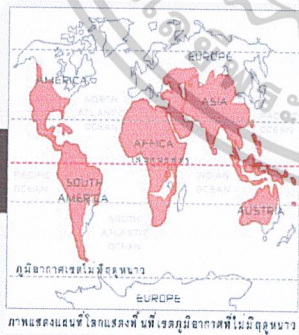 EUROPE
AMERICA
ASIA
NORTH
ATLANTIC
OCEAN
AFRICA
PACIFIC
OCEAN
INDIAN
OCEAN
SOUTH
AMERICA
AUSTRIA
SOUTH
ATLANTIC
OCEAN
ภูมิอากาศเขตไม่มีฤดูหนาว
EUROPE
ภาพแสดงแผนที่โลกแสดงพื้นที่เขตภูมิอากาศที่ไม่มีฤดูหนาว